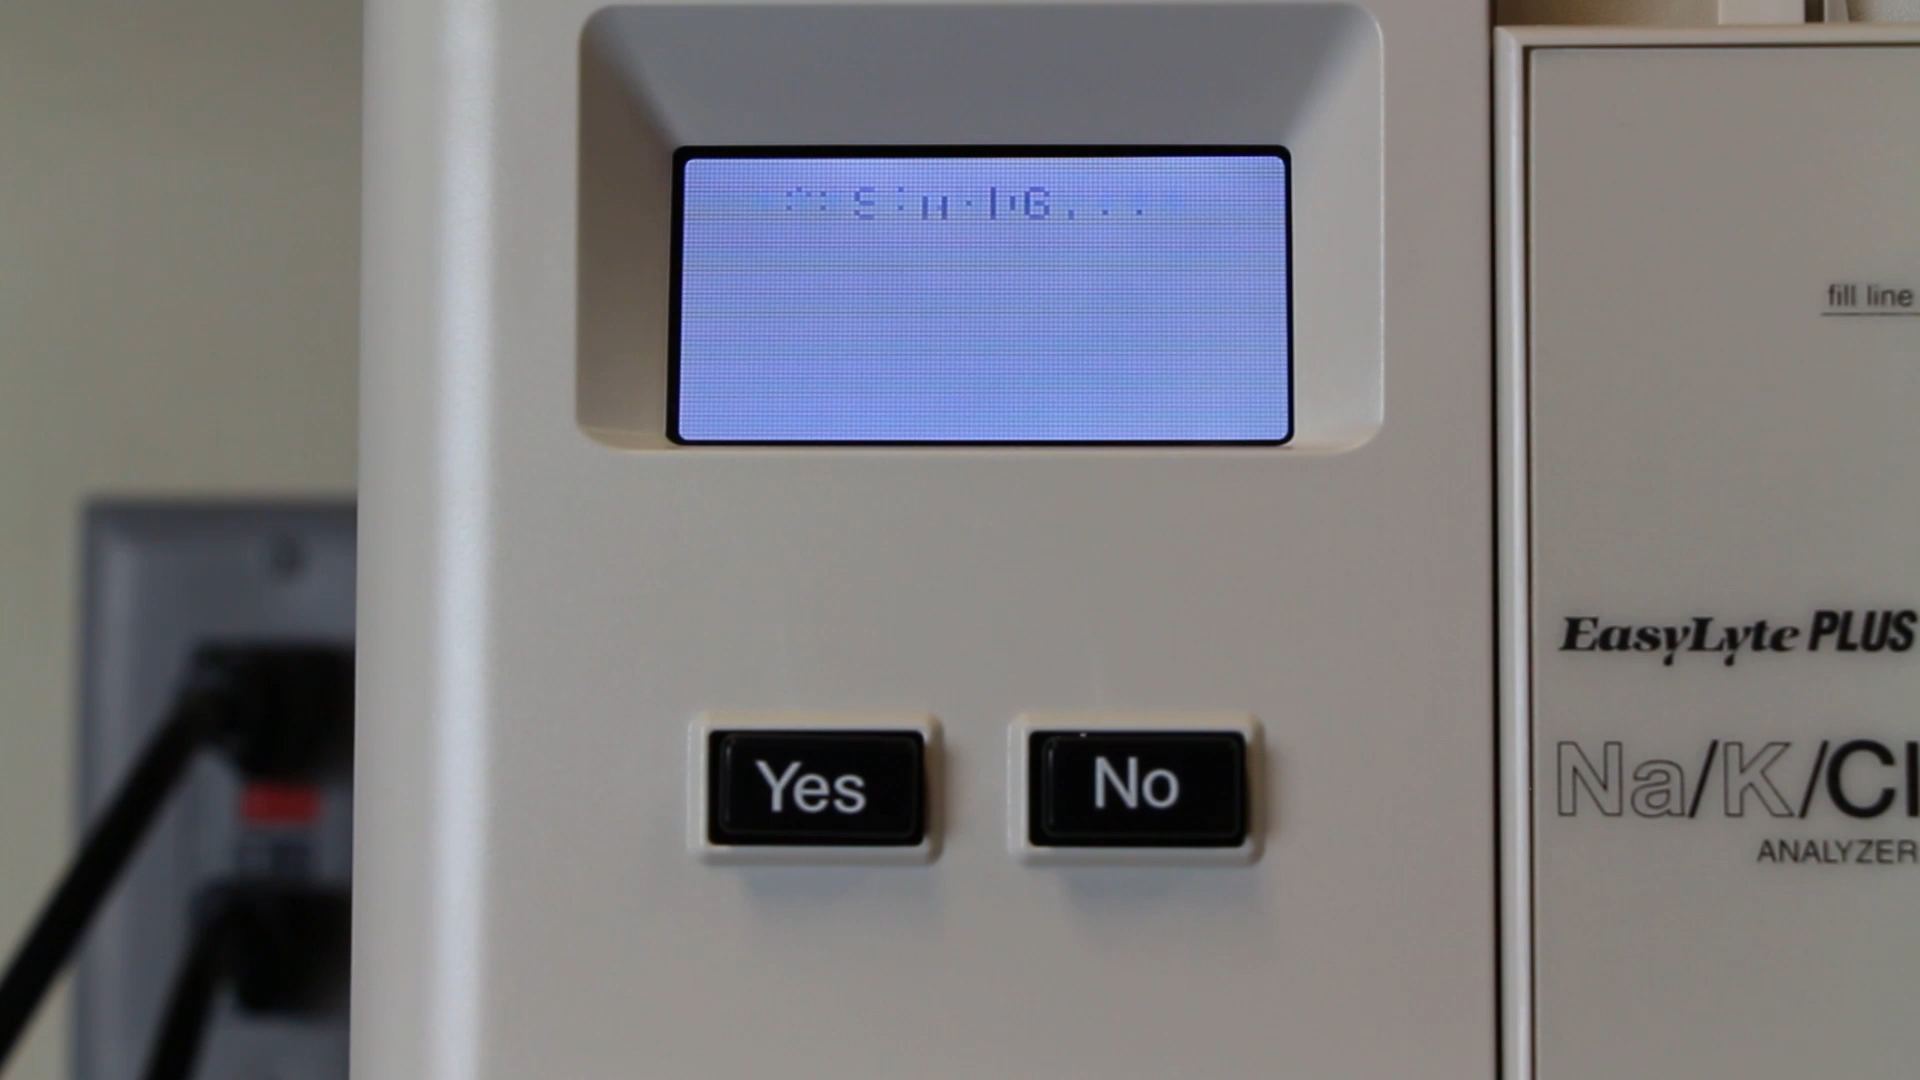 fill line
EasyLyte PLUS
Na/K/Cl
ANALYZER
Yes
No